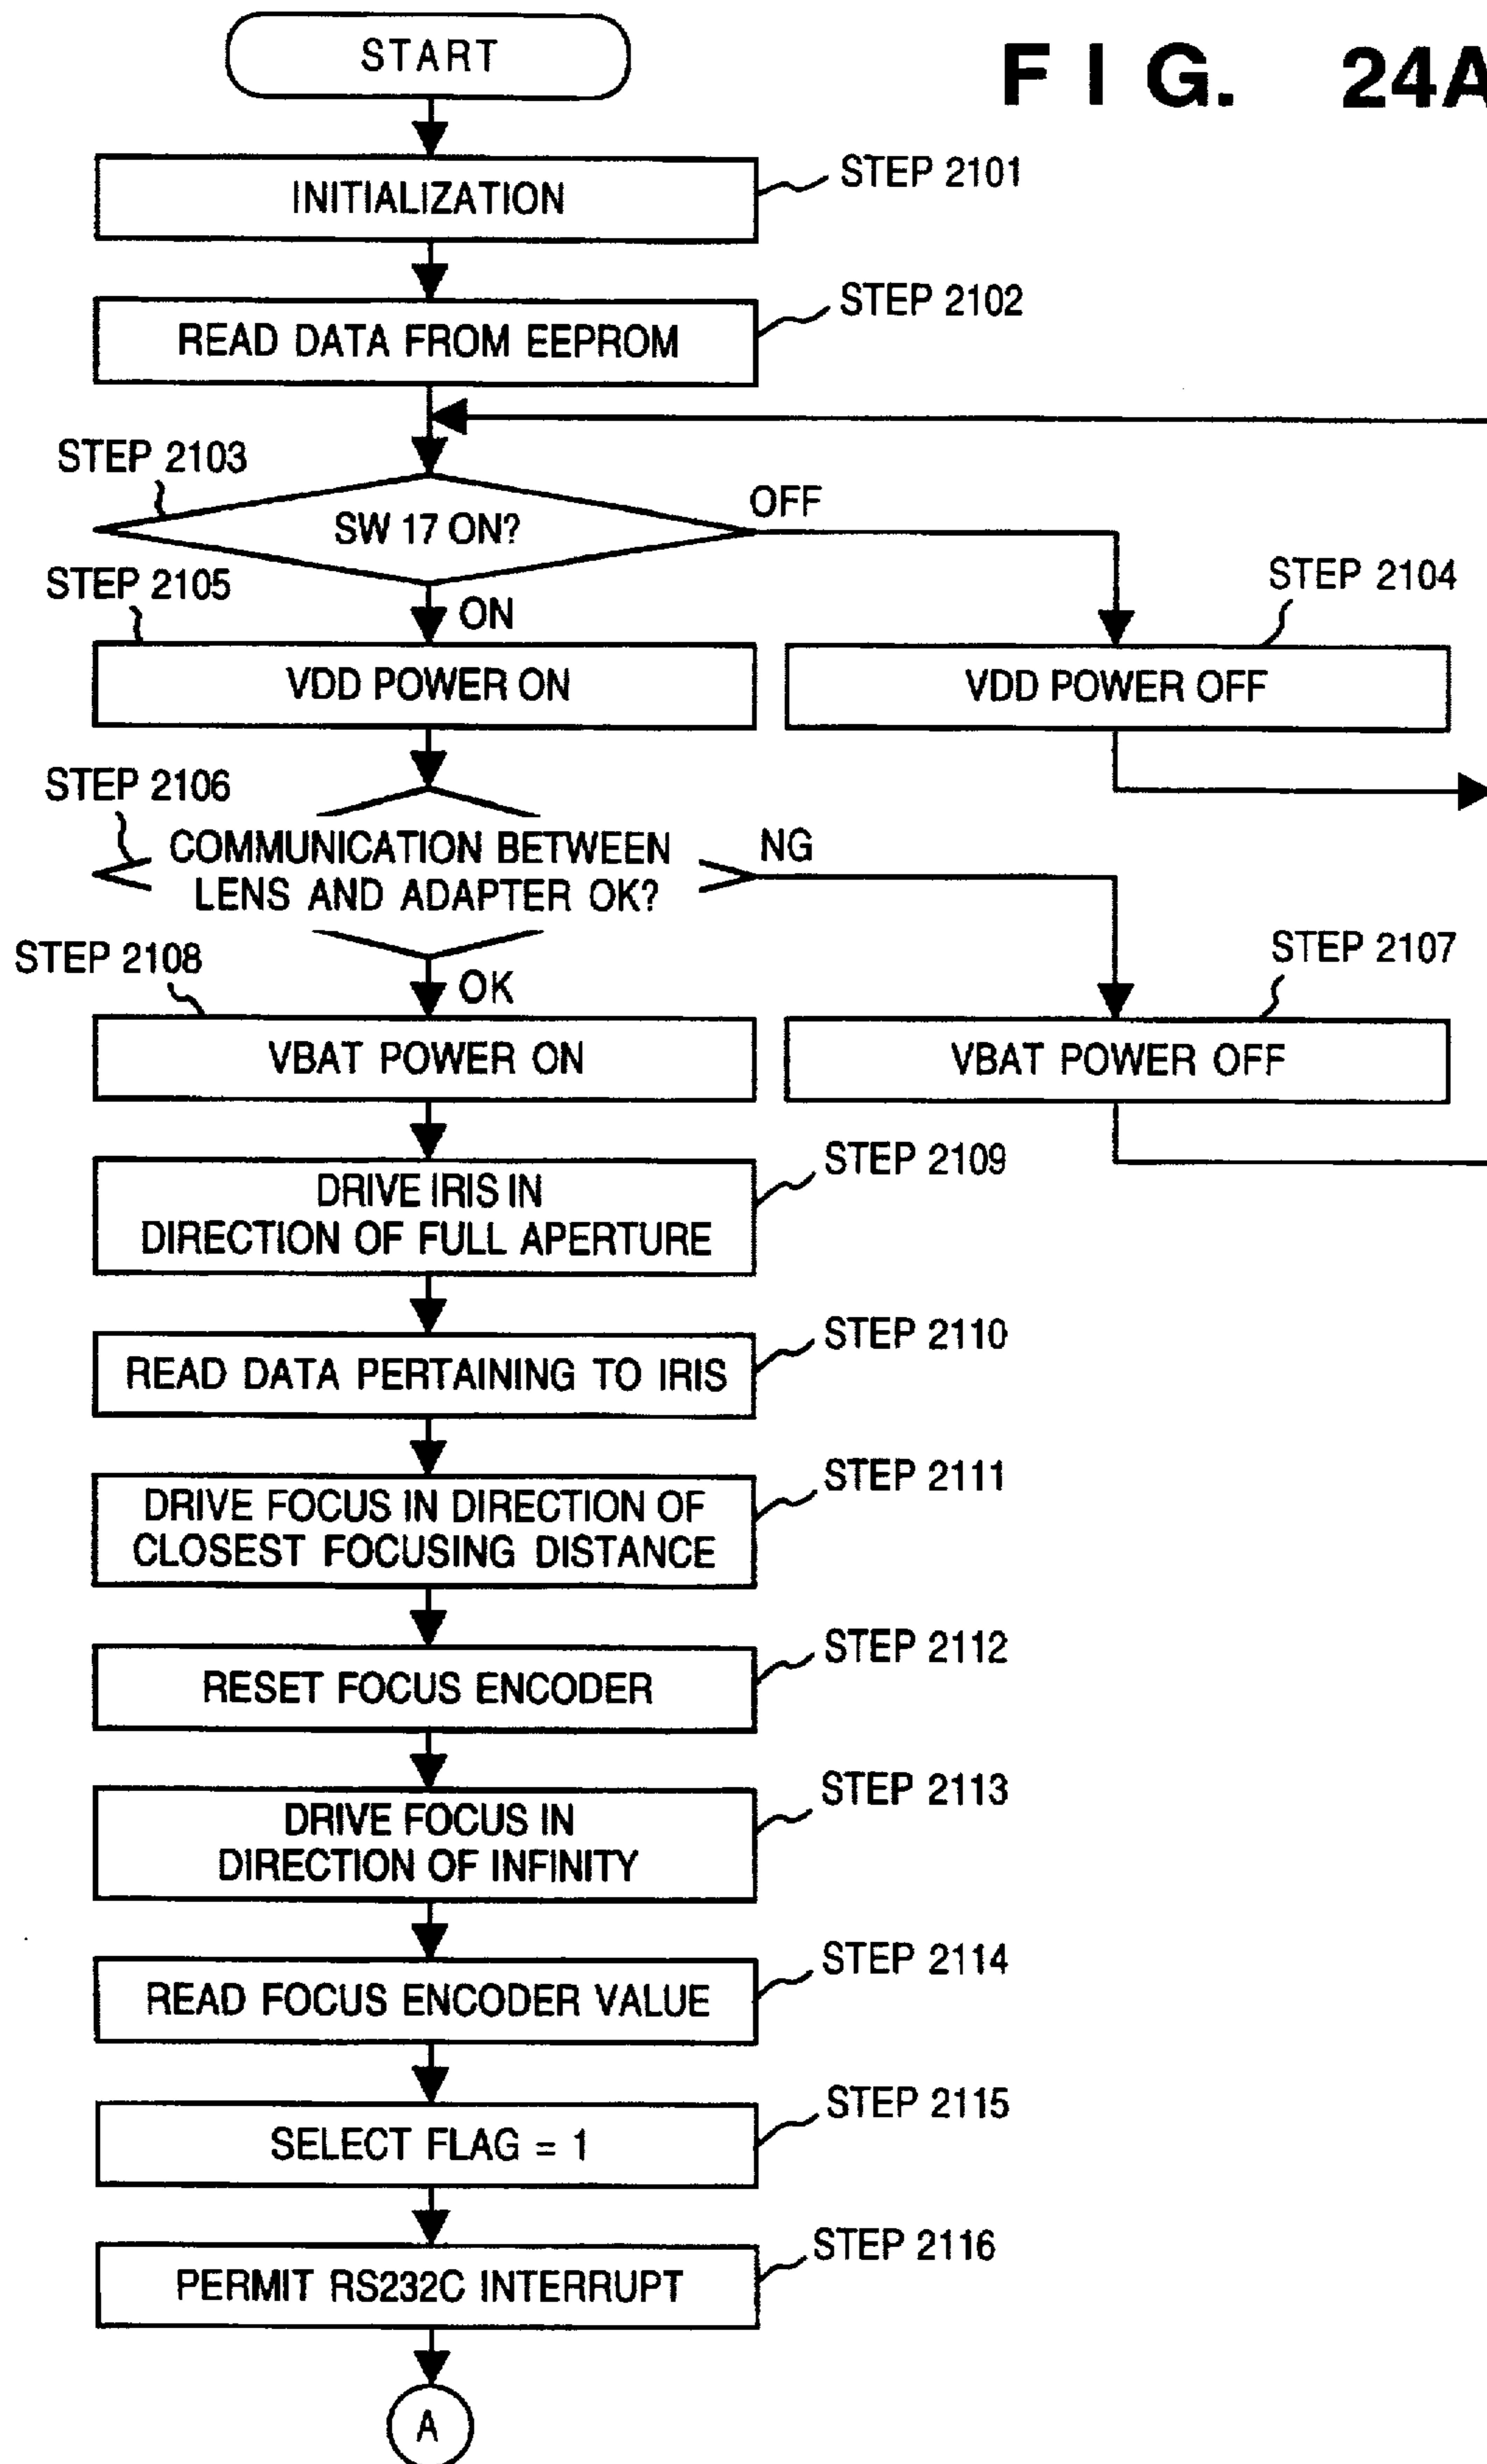 START
F I G. 24A
INITIALIZATION
STEP 2101
READ DATA FROM EEPROM
STEP 2102
STEP 2103
SW 17 ON?
OFF
STEP 2105
ON
STEP 2104
VDD POWER ON
VDD POWER OFF
STEP 2106
COMMUNICATION BETWEEN
LENS AND ADAPTER OK?
NG
STEP 2108
OK
STEP 2107
VBAT POWER ON
VBAT POWER OFF
STEP 2109
DRIVE IRIS IN
DIRECTION OF FULL APERTURE
STEP 2110
READ DATA PERTAINING TO IRIS
STEP 2111
DRIVE FOCUS IN DIRECTION OF
CLOSEST FOCUSING DISTANCE
STEP 2112
RESET FOCUS ENCODER
STEP 2113
DRIVE FOCUS IN
DIRECTION OF INFINITY
STEP 2114
READ FOCUS ENCODER VALUE
STEP 2115
SELECT FLAG = 1
STEP 2116
PERMIT RS232C INTERRUPT
A